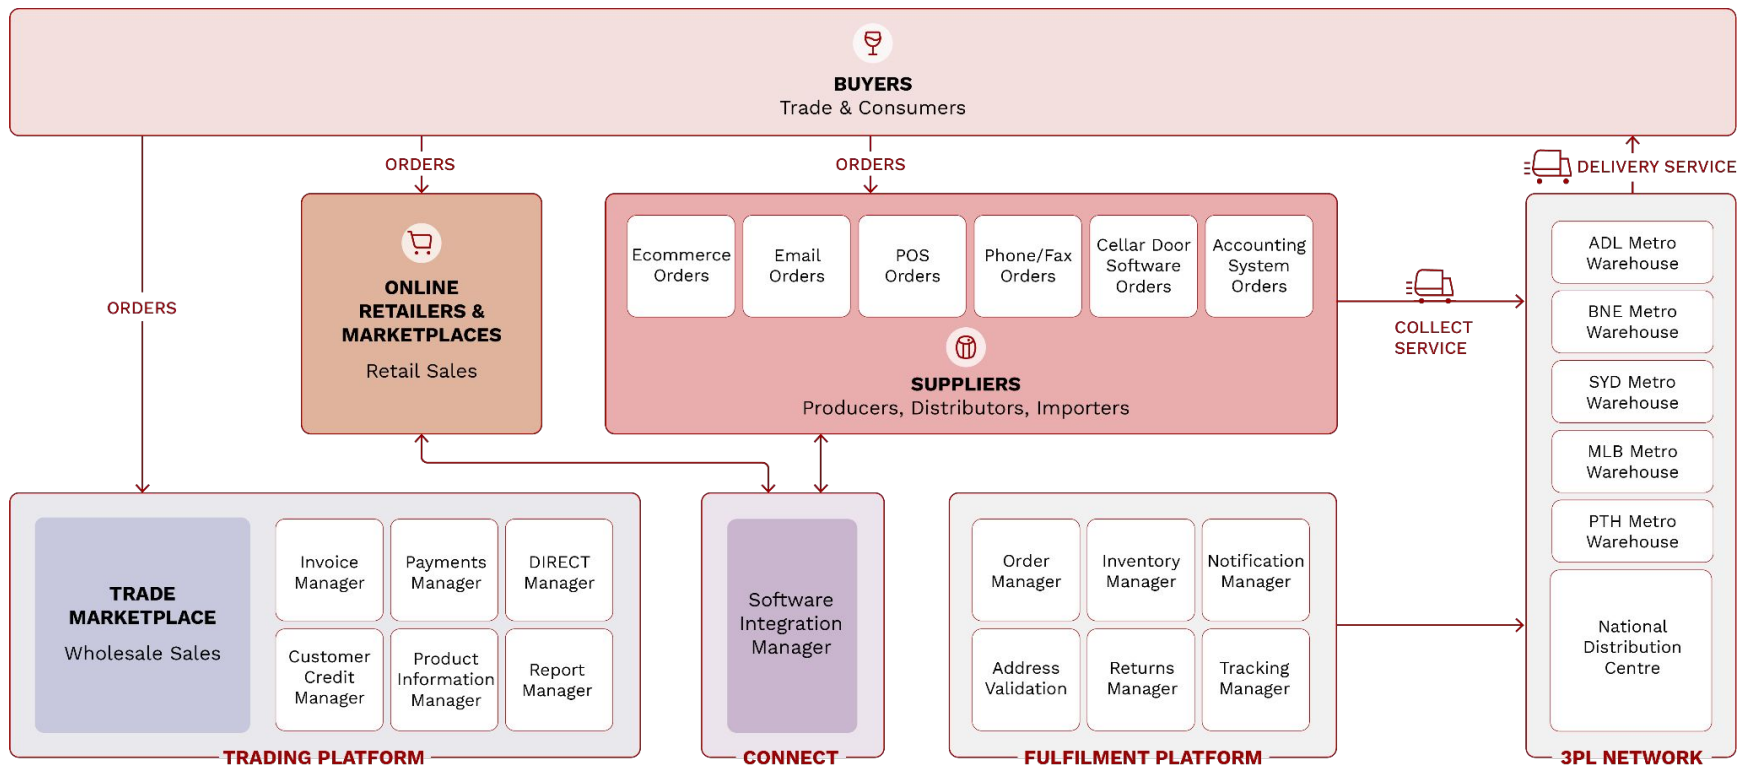 BUYERS
Trade & Consumers
ORDERS
ORDERS
DELIVERY SERVICE
ORDERS
ONLINE
RETAILERS &
MARKETPLACES
Retail Sales
Ecommerce
Orders
Email
Orders
POS
Orders
Phone/Fax
Orders
Cellar Door
Software
Orders
Accounting
System
Orders
SUPPLIERS
Producers, Distributors, Importers
COLLECT
SERVICE
ADL Metro
Warehouse
BNE Metro
Warehouse
SYD Metro
Warehouse
MLB Metro
Warehouse
PTH Metro
Warehouse
National
Distribution
Centre
3PL NETWORK
TRADE
MARKETPLACE
Wholesale Sales
Invoice
Manager
Payments
Manager
DIRECT
Manager
Customer
Credit
Manager
Product
Information
Manager
Report
Manager
TRADING PLATFORM
Software
Integration
Manager
CONNECT
Order
Manager
Inventory
Manager
Notification
Manager
Address
Validation
Returns
Manager
Tracking
Manager
FULFILMENT PLATFORM